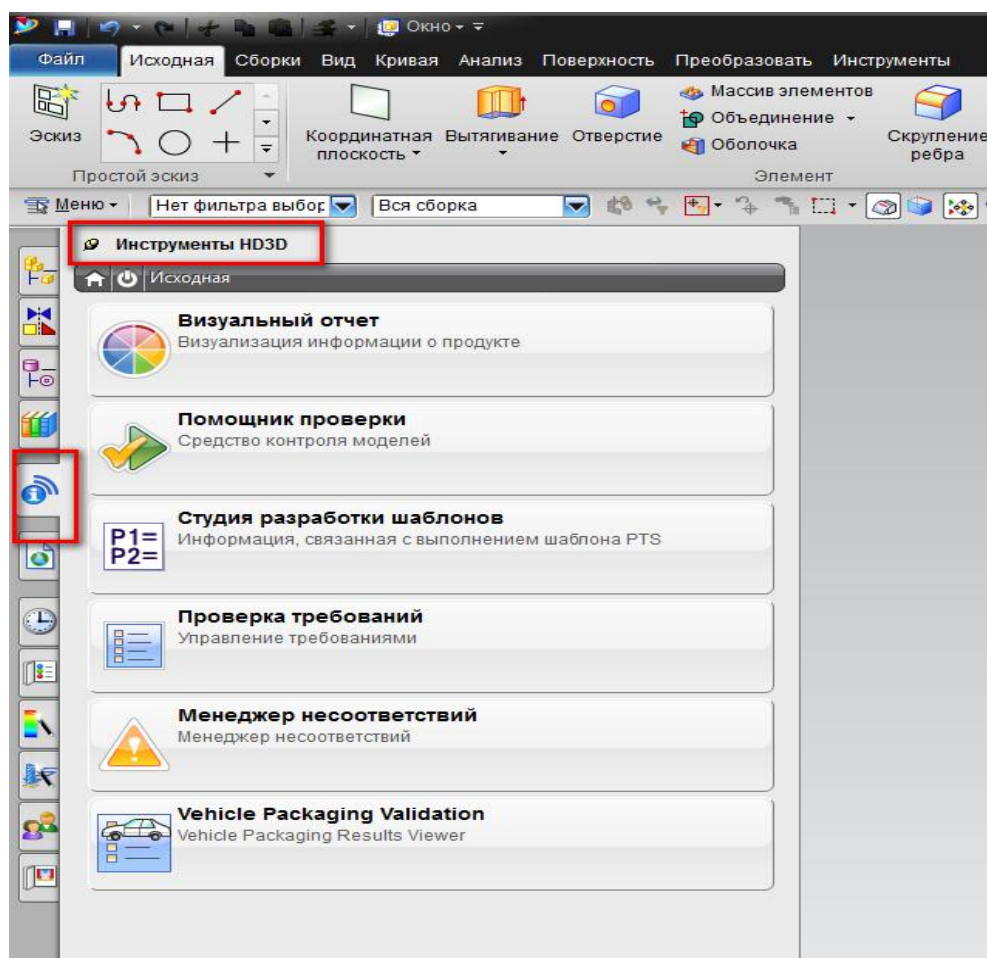 Окно
Файл Исходная Сборки Вид Кривая Анализ Поверхность Преобразовать Инструменты
Эскиз
Координатная плоскость
Вытягивание
Отверстие
Массив элементов
Объединение
Оболочка
Скругление ребра
Простой эскиз
Элемент
Меню Нет фильтра выбор Вся сборка
Инструменты HD3D
Исходная
Визуальный отчет
Визуализация информации о продукте
Помощник проверки
Средство контроля моделей
P1=
P2=
Студия разработки шаблонов
Информация, связанная с выполнением шаблона PTS
Проверка требований
Управление требованиями
Менеджер несоответствий
Менеджер несоответствий
Vehicle Packaging Validation
Vehicle Packaging Results Viewer